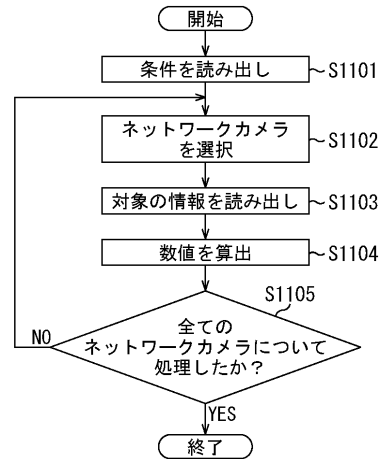 開始
条件を読み出し
S1101
ネットワークカメラ
を選択
S1102
対象の情報を読み出し
S1103
数値を算出
S1104
S1105
全ての
ネットワークカメラについて
処理したか？
NO
YES
終了